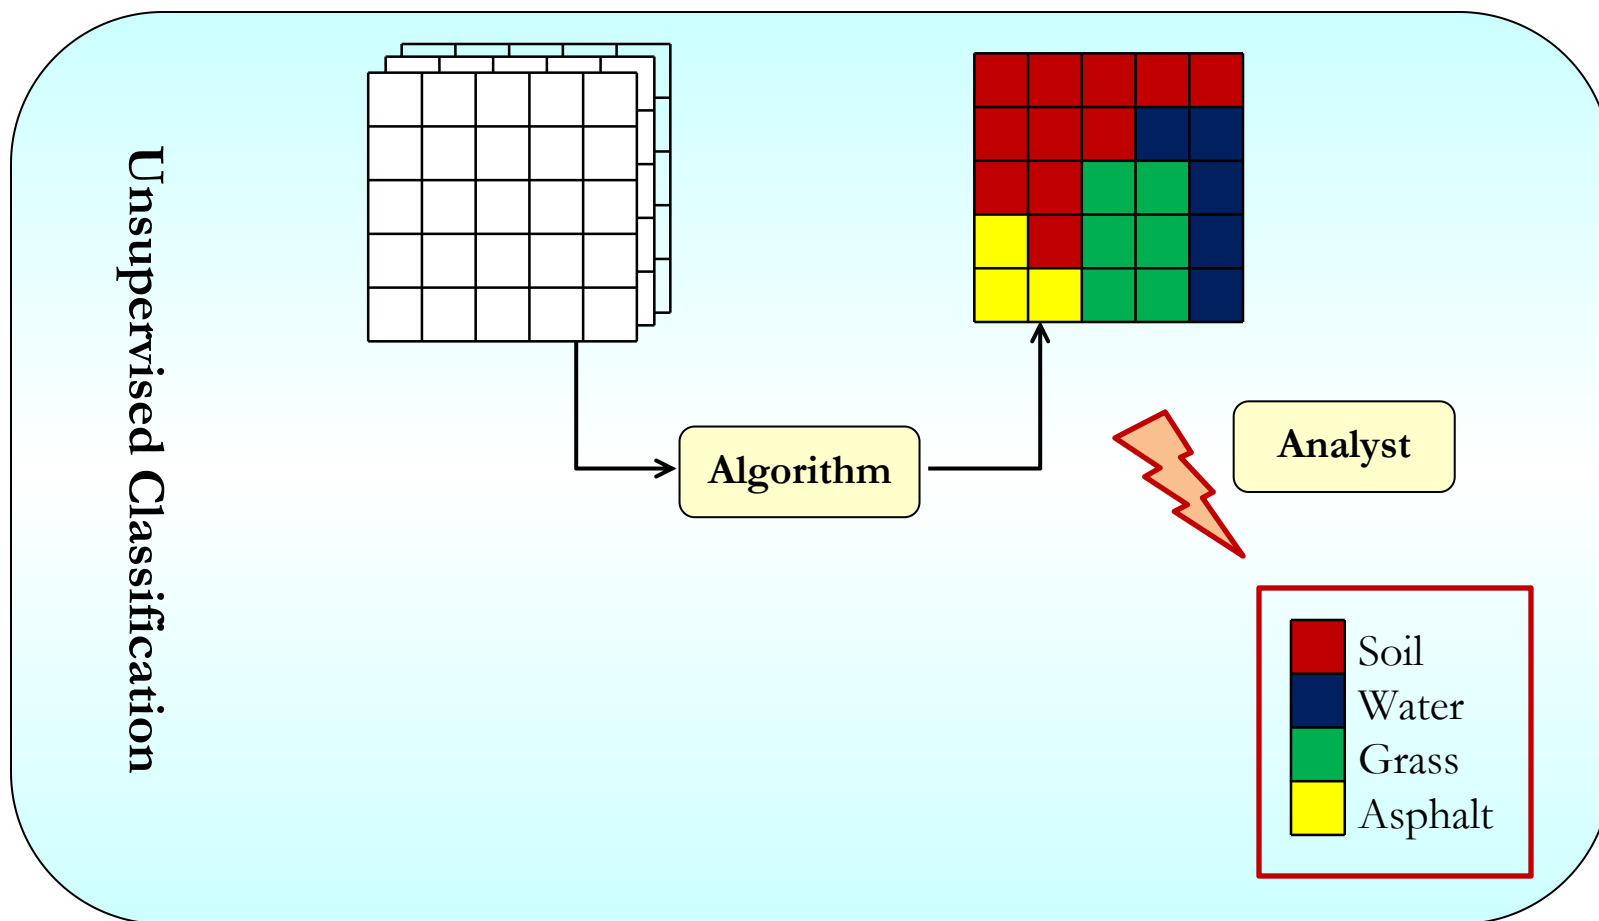 Unsupervised Classification
Algorithm
Analyst
Soil
Water
Grass
Asphalt